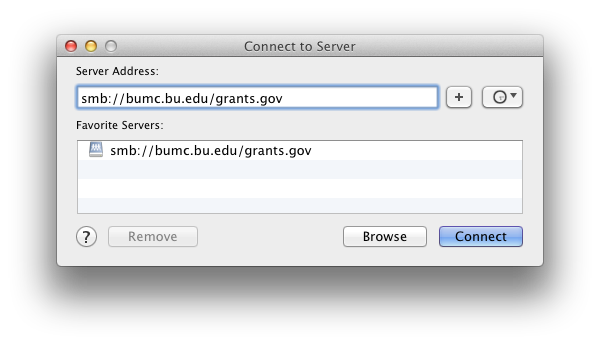 Connect to Server
Server Address:
smb://bumc.bu.edu/grants.gov
+
Favorite Servers:
smb://bumc.bu.edu/grants.gov
? Remove Browse Connect